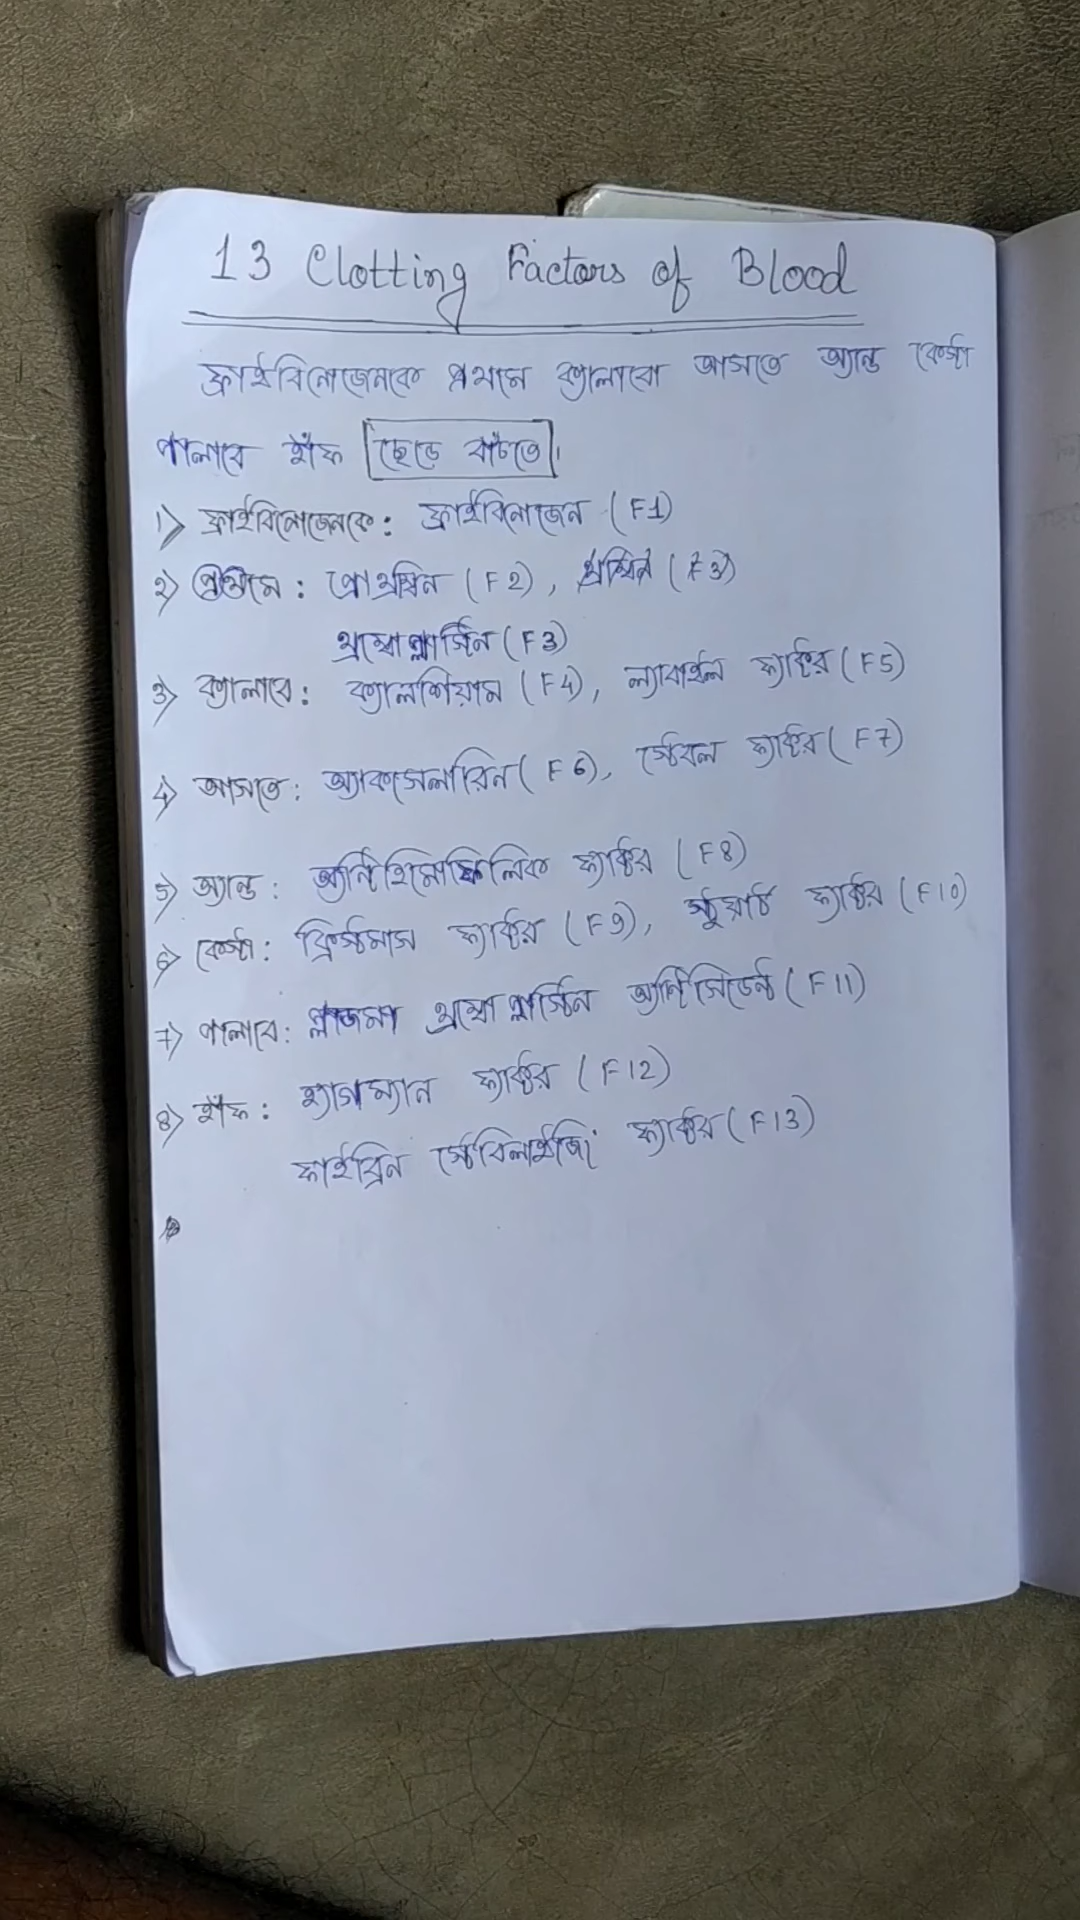 13 Clotting Factors of Blood
ফ্রাইবিনোজেনকে প্রথমে ক্যালাবো আসতে অ্যান্ড কেস্টা
পালাবে হাঁফ ছেড়ে বাঁচতে।
1) ফ্রাইবিনোজেনকে: ফ্রাইবিনোজেন (F1)
2) প্রথমে: প্রোথ্রম্বিন (F2), থ্রম্বিন (F3)
থ্রম্বোপ্লাস্টিন (F3)
3) ক্যালাবে: ক্যালশিয়াম (F4), ল্যাবাইল ফ্যাক্টর (F5)
4) আসতে: অ্যাকসেলারিন (F6), স্টেবল ফ্যাক্টর (F7)
5) অ্যান্ড: অ্যান্টিহিমোফিলিক ফ্যাক্টর (F8)
6) কেস্টা: ক্রিস্টমাস ফ্যাক্টর (F9), স্টুয়ার্ট ফ্যাক্টর (F10)
7) পালাবে: প্লাজমা থ্রম্বোপ্লাস্টিন অ্যান্টিসিডেন্ট (F11)
8) হাঁফ: হ্যাগম্যান ফ্যাক্টর (F12)
ফাইব্রিন স্টেবিলাইজিং ফ্যাক্টর (F13)